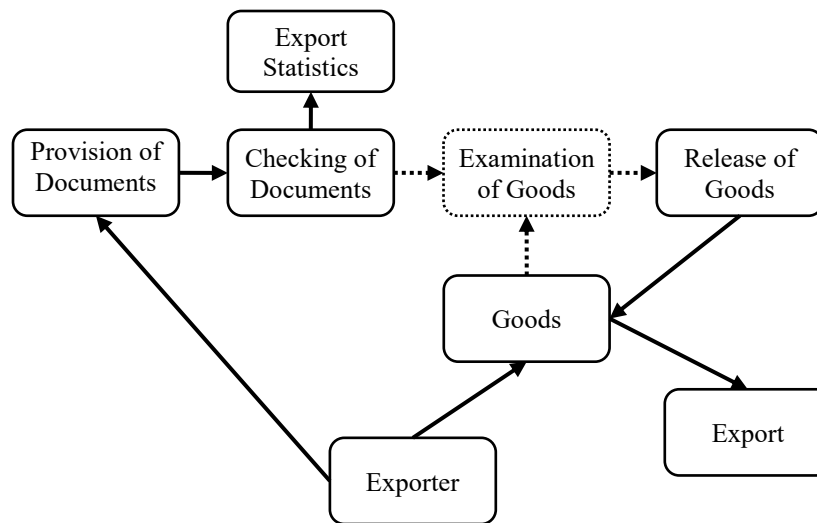 Export
Statistics
Provision of
Documents
Checking of
Documents
Examination
of Goods
Release of
Goods
Goods
Export
Exporter